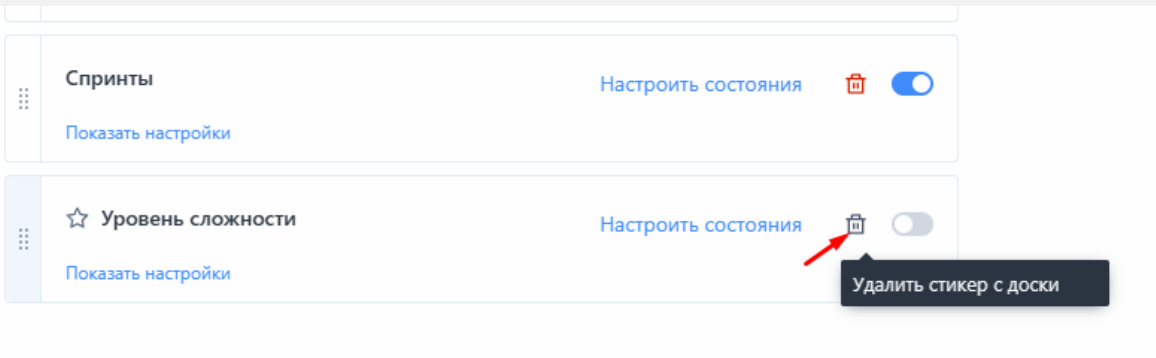 Спринты
Настроить состояния
Показать настройки
Уровень сложности
Настроить состояния
Показать настройки
Удалить стикер с доски